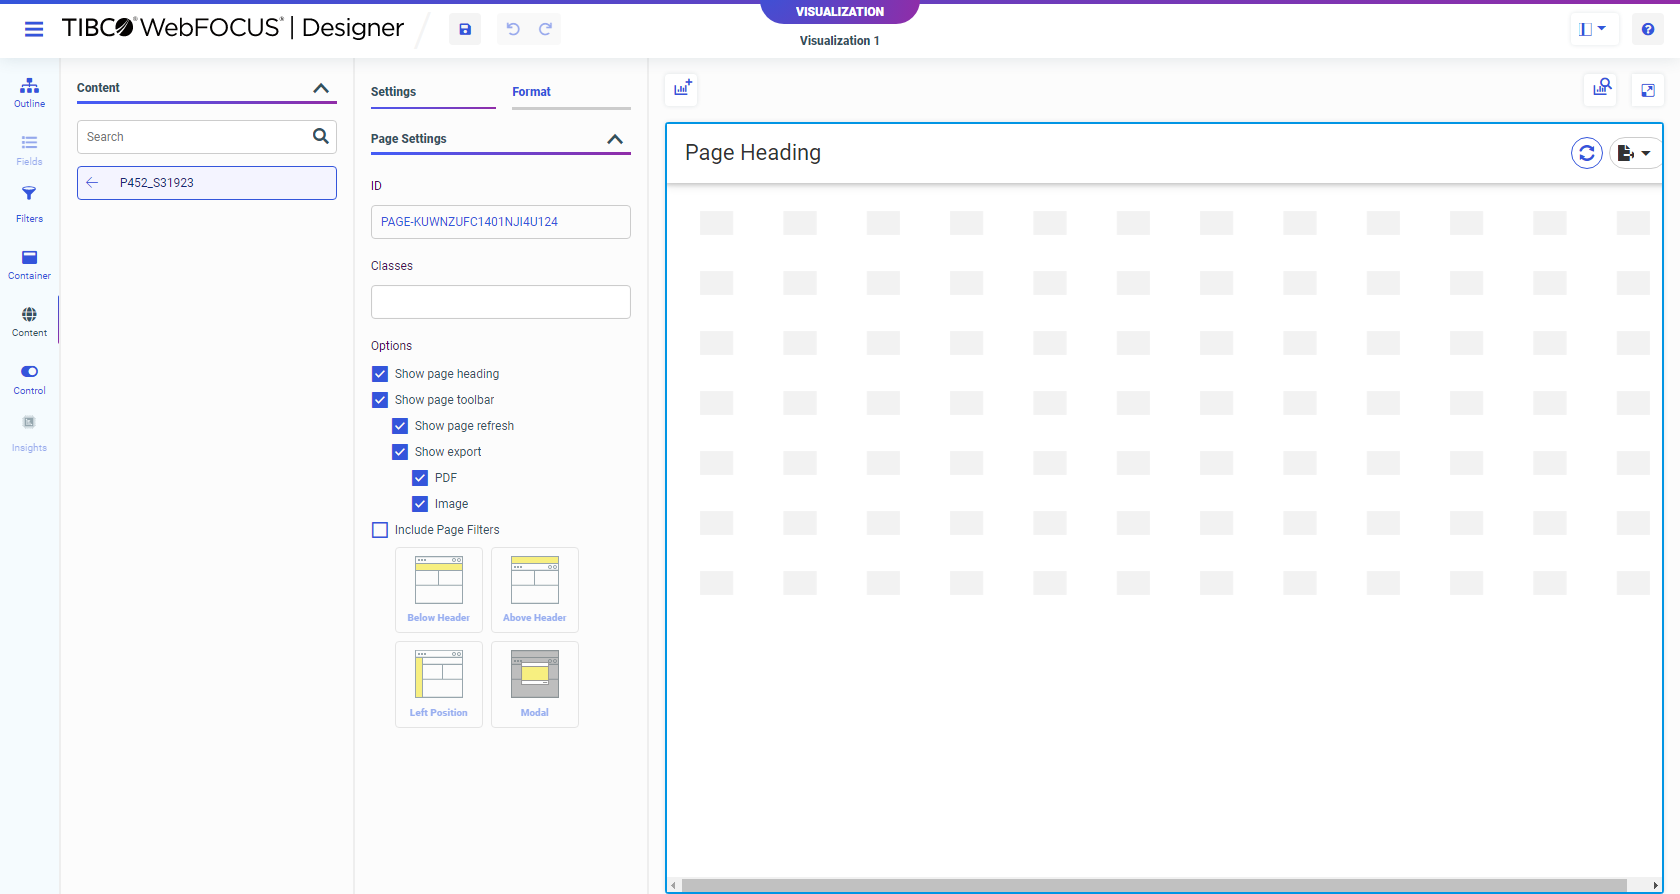 TIBCO® WebFOCUS® | Designer
VISUALIZATION
Visualization 1
Outline
Fields
Filters
Container
Content
Control
Insights
Content
Search
P452_S31923
Settings
Format
Page Settings
ID
PAGE-KUWNZUFC1401NJI4U124
Classes
Options
Show page heading
Show page toolbar
Show page refresh
Show export
PDF
Image
Include Page Filters
Below Header
Above Header
Left Position
Modal
Page Heading